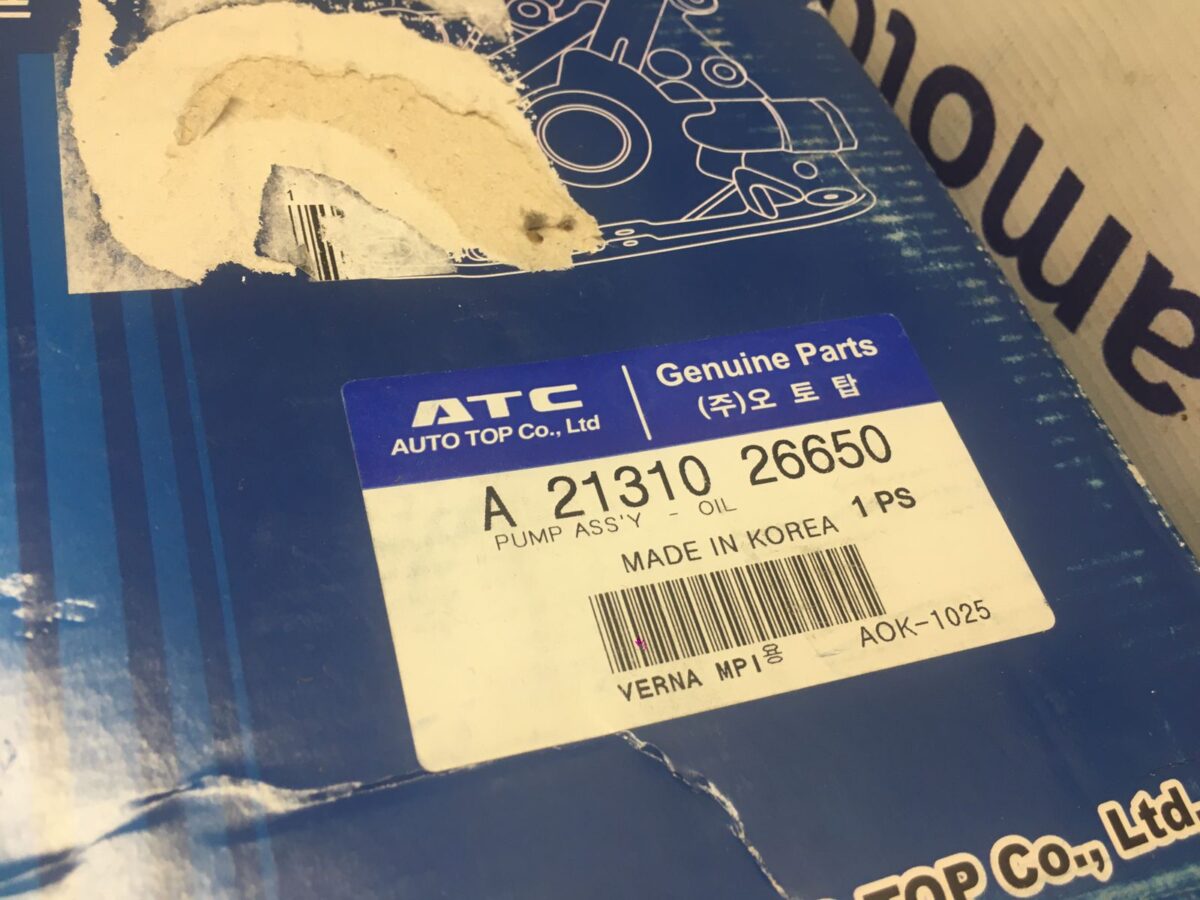 ATC
AUTO TOP Co., Ltd
Genuine Parts
(주)오 토 탑
A 21310 26650
PUMP ASS'Y - OIL
1 PS
MADE IN KOREA
VERNA MPI용
AOK-1025
TOP Co., Ltd.